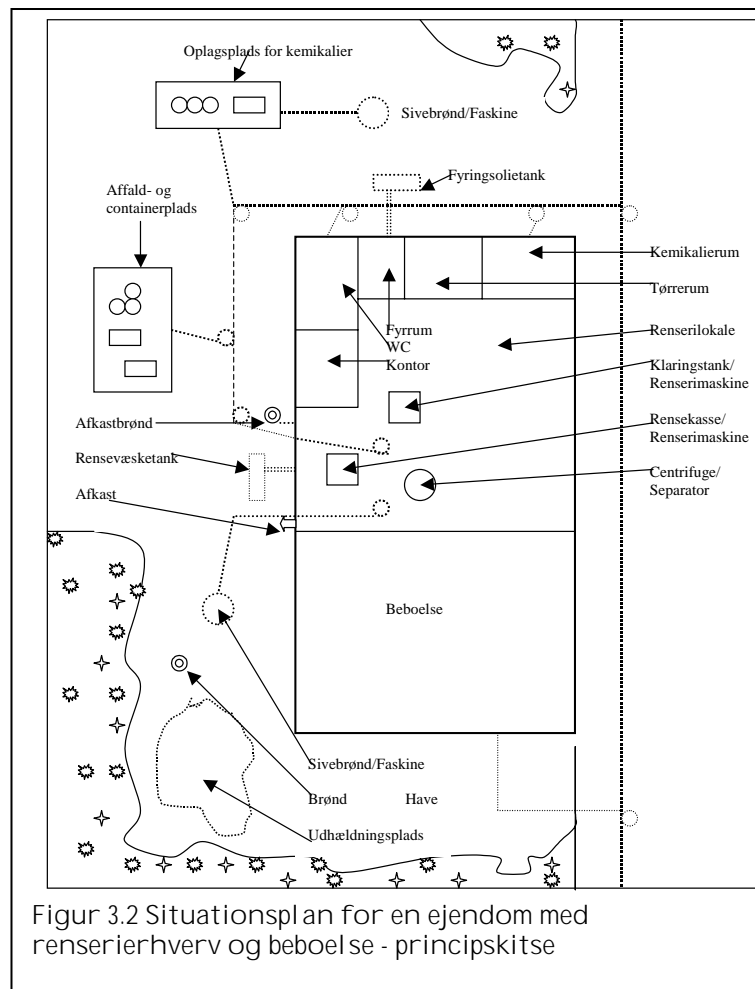 Oplagsplads for kemikalier
Sivebrønd/Faskine
Fyringsolietank
Affald- og
containerplads
Kemikalierum
Tørrerum
Fyrrum
WC
Kontor
Renserilokale
Klaringstank/
Renserimaskine
Afkastbrønd
Rensekasse/
Renserimaskine
Rensevæsketank
Centrifuge/
Separator
Afkast
Beboelse
Sivebrønd/Faskine
Brønd
Have
Udhældningsplads
Figur 3.2 Situationsplan for en ejendom med
renserierhverv og beboelse - principskitse